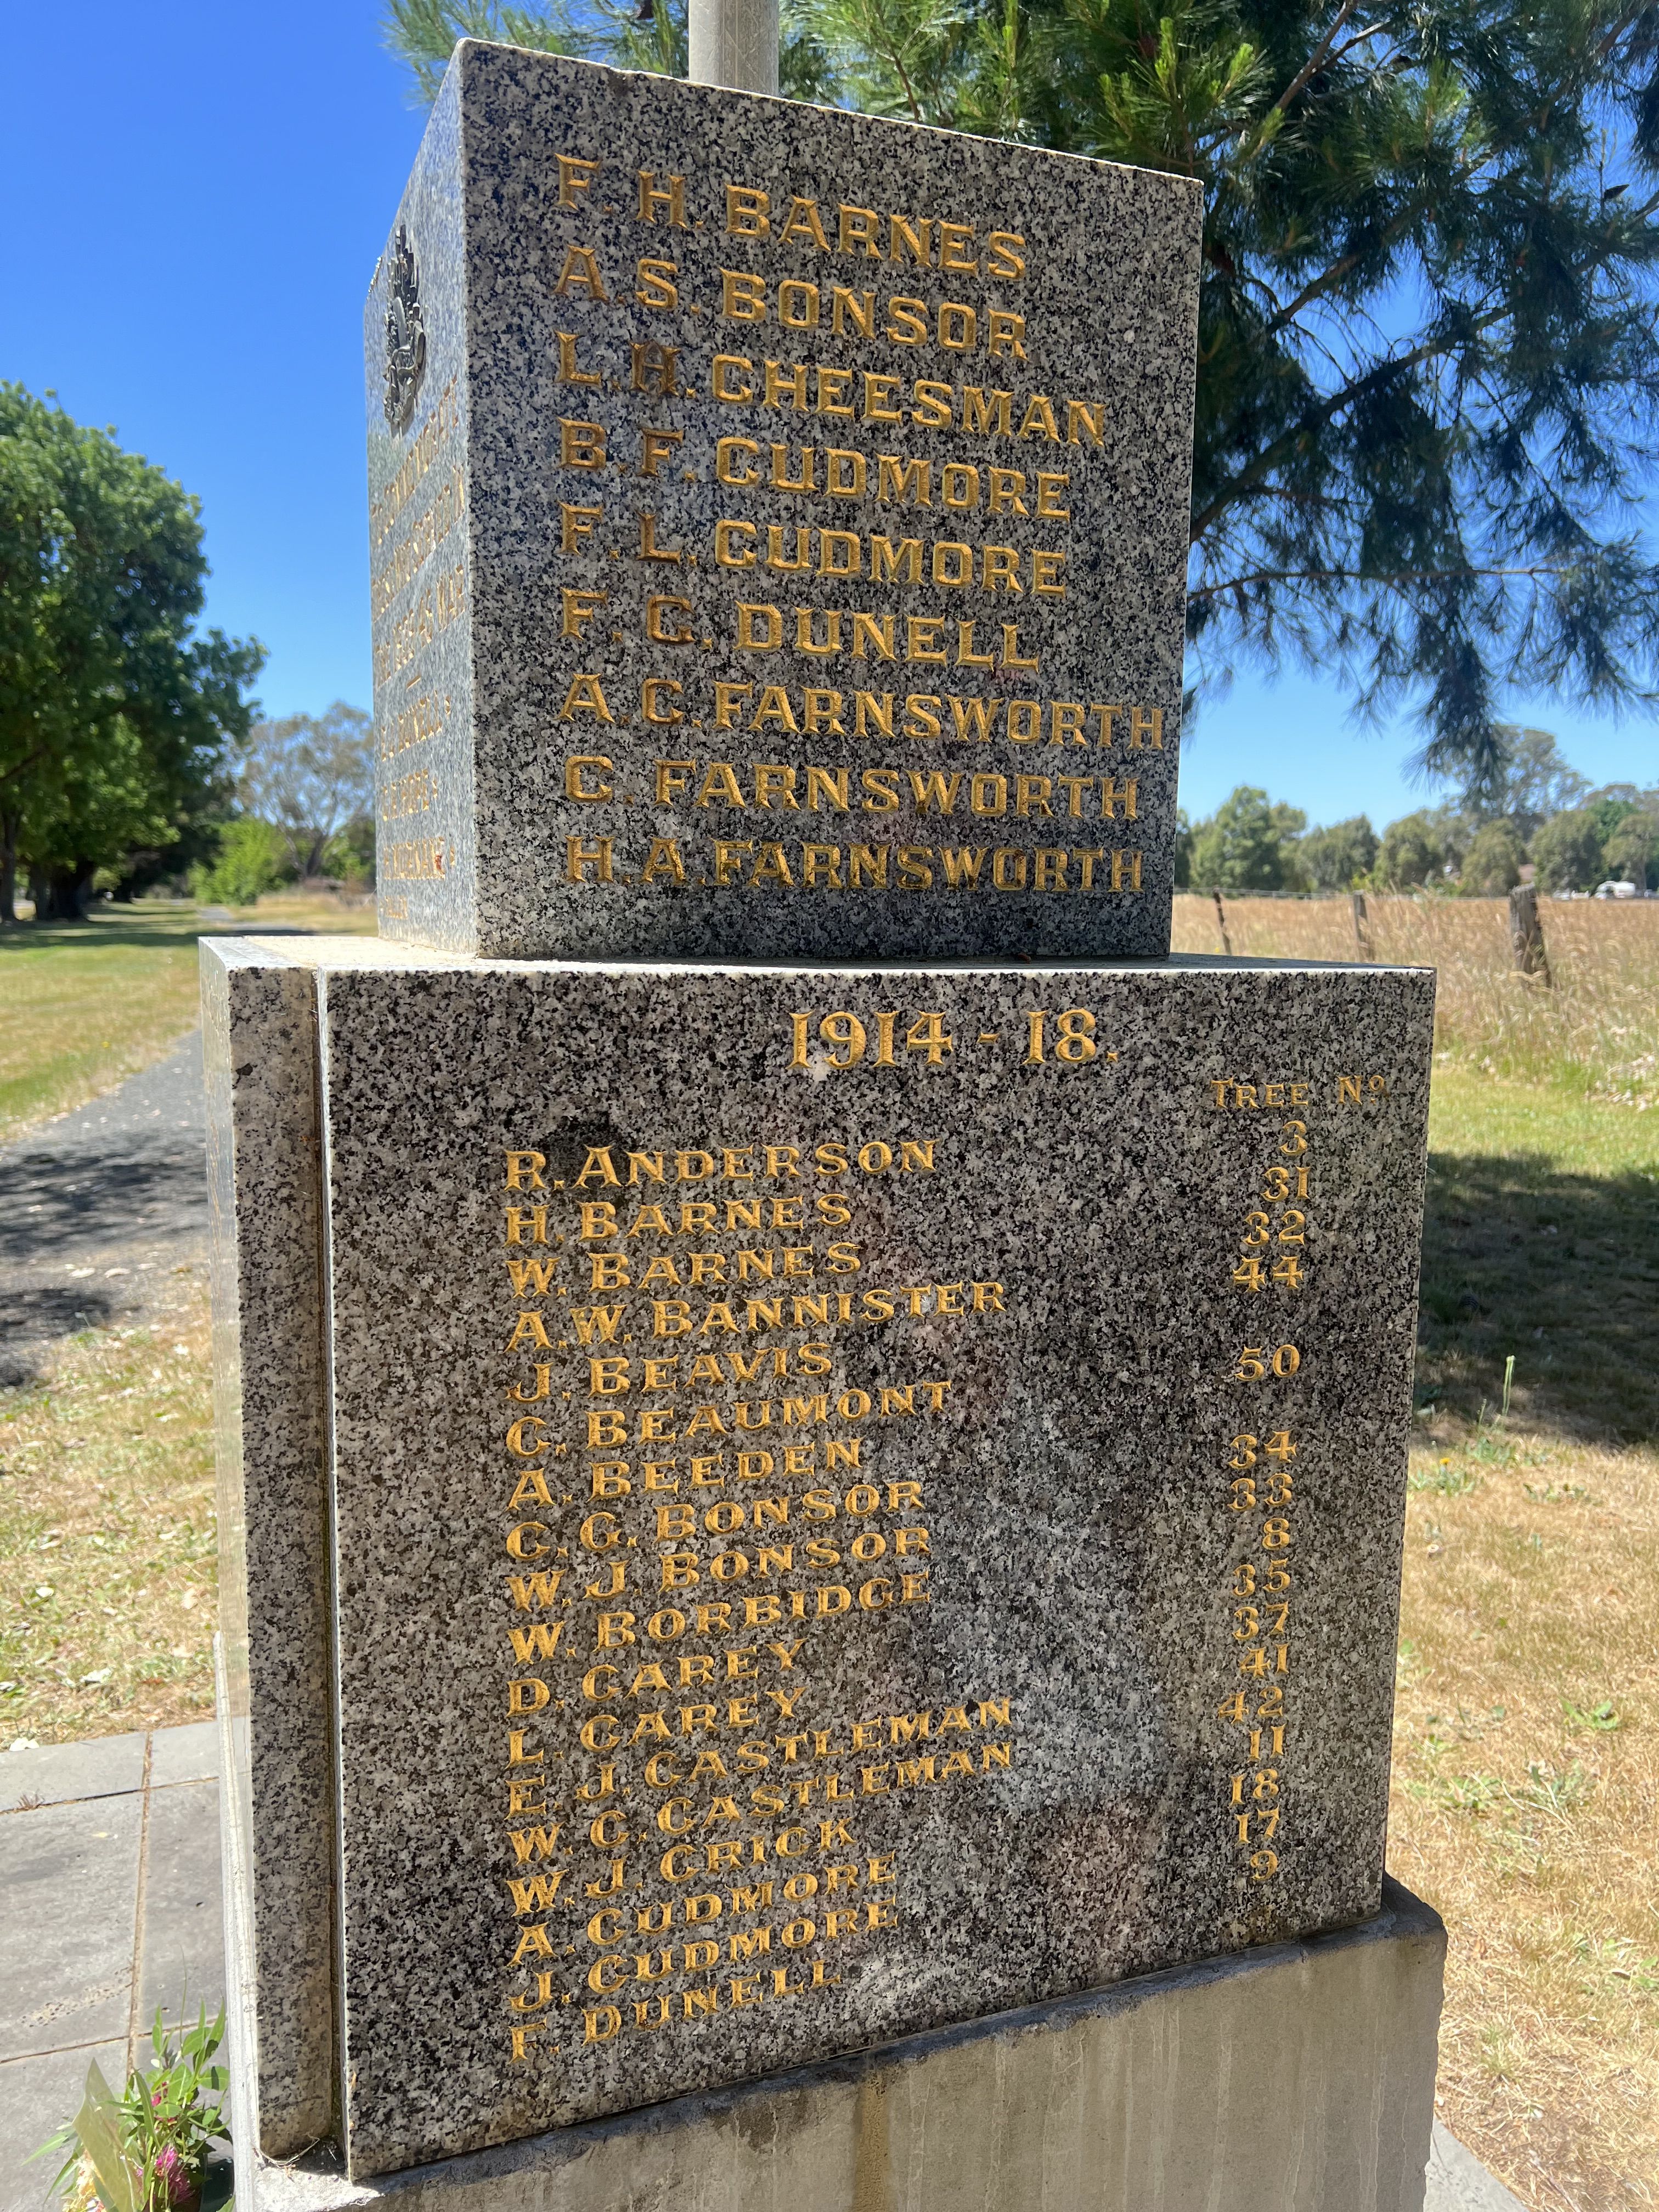 F. H. BARNES
A. S. BONSOR
L. H. CHEESMAN
B. F. CUDMORE
F. L. CUDMORE
F. G. DUNELL
A. C. FARNSWORTH
C. FARNSWORTH
H. A. FARNSWORTH
1914 - 18.
TREE Nº
R. ANDERSON 3
H. BARNES 31
W. BARNES 32
A. W. BANNISTER 44
J. BEAVIS
C. BEAUMONT 50
A. BEEDEN
C. G. BONSOR 34
W. J. BONSOR 33
W. BORBIDGE 8
D. CAREY 35
L. CAREY 37
E. J. CASTLEMAN 41
W. C. CASTLEMAN 42
W. J. CRICK 11
A. CUDMORE 18
J. CUDMORE 17
F. DUNELL 9